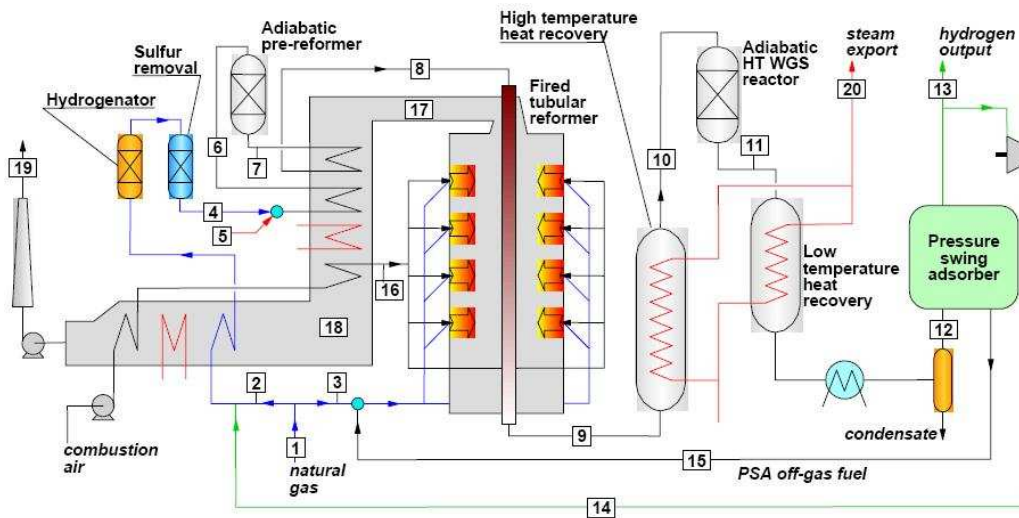 Adiabatic
pre-reformer
Sulfur
removal
Hydrogenator
High temperature
heat recovery
Adiabatic
HT WGS
reactor
steam
export
hydrogen
output
Fired
tubular
reformer
8
17
20
13
6
7
10
11
19
4
5
16
18
Low
temperature
heat
recovery
Pressure
swing
adsorber
12
2
3
1
combustion
air
natural
gas
9
condensate
15
PSA off-gas fuel
14